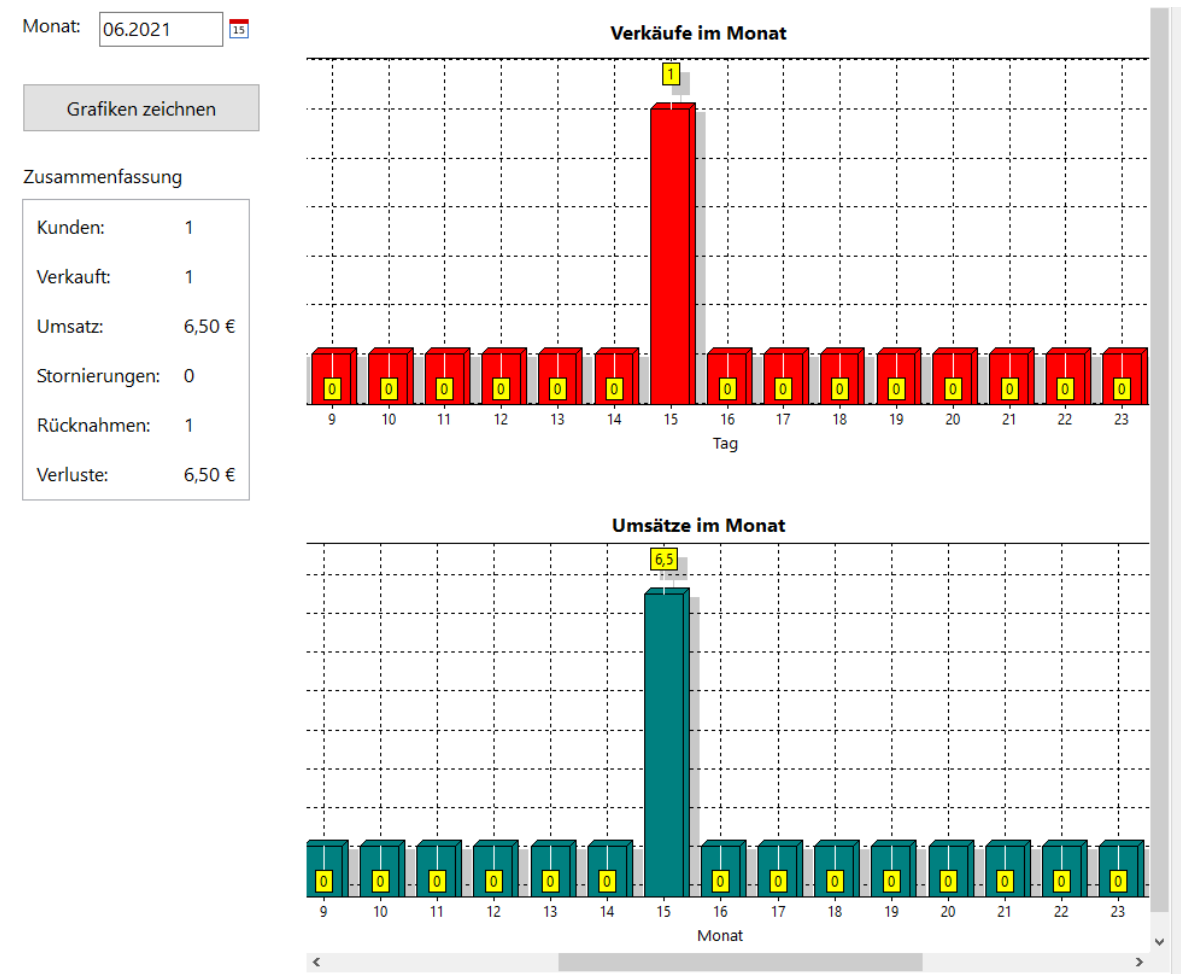 Monat: 06.2021 15
Grafiken zeichnen
Zusammenfassung
Kunden: 1
Verkauft: 1
Umsatz: 6,50 €
Stornierungen: 0
Rücknahmen: 1
Verluste: 6,50 €
Verkäufe im Monat
1
0 0 0 0 0 0 0 0 0 0 0 0 0 0
9 10 11 12 13 14 15 16 17 18 19 20 21 22 23
Tag
Umsätze im Monat
6,5
0 0 0 0 0 0 0 0 0 0 0 0 0 0
9 10 11 12 13 14 15 16 17 18 19 20 21 22 23
Monat